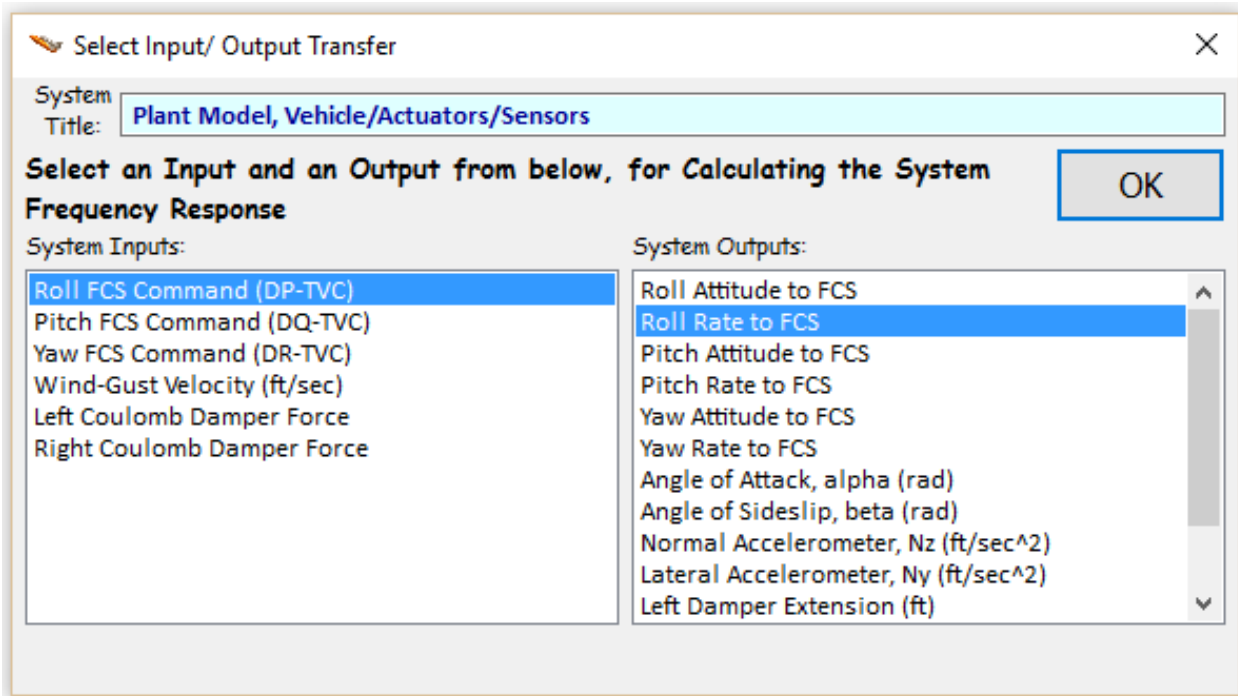 Select Input/ Output Transfer
System
Title:
Plant Model, Vehicle/Actuators/Sensors
Select an Input and an Output from below, for Calculating the System
Frequency Response
OK
System Inputs:
Roll FCS Command (DP-TVC)
Pitch FCS Command (DQ-TVC)
Yaw FCS Command (DR-TVC)
Wind-Gust Velocity (ft/sec)
Left Coulomb Damper Force
Right Coulomb Damper Force
System Outputs:
Roll Attitude to FCS
Roll Rate to FCS
Pitch Attitude to FCS
Pitch Rate to FCS
Yaw Attitude to FCS
Yaw Rate to FCS
Angle of Attack, alpha (rad)
Angle of Sideslip, beta (rad)
Normal Accelerometer, Nz (ft/sec^2)
Lateral Accelerometer, Ny (ft/sec^2)
Left Damper Extension (ft)